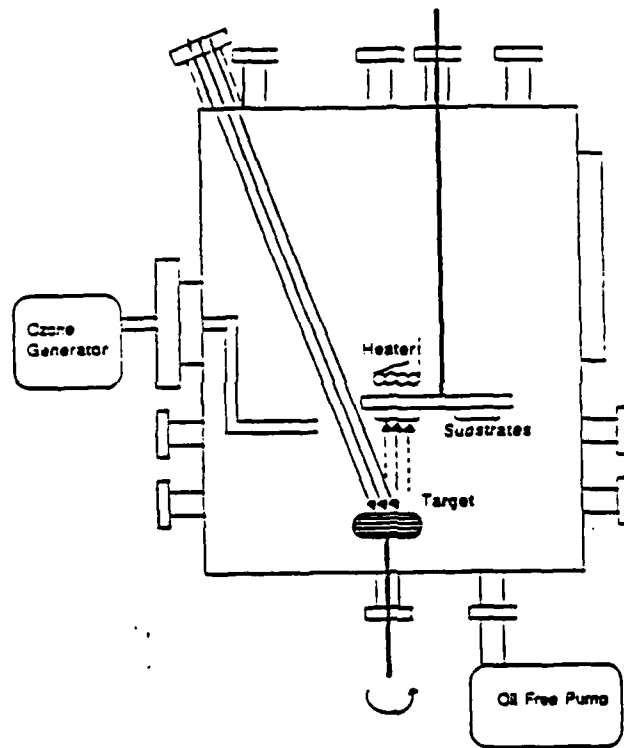 Ozone
Generator
Heater
Substrates
Target
Oil Free Pump